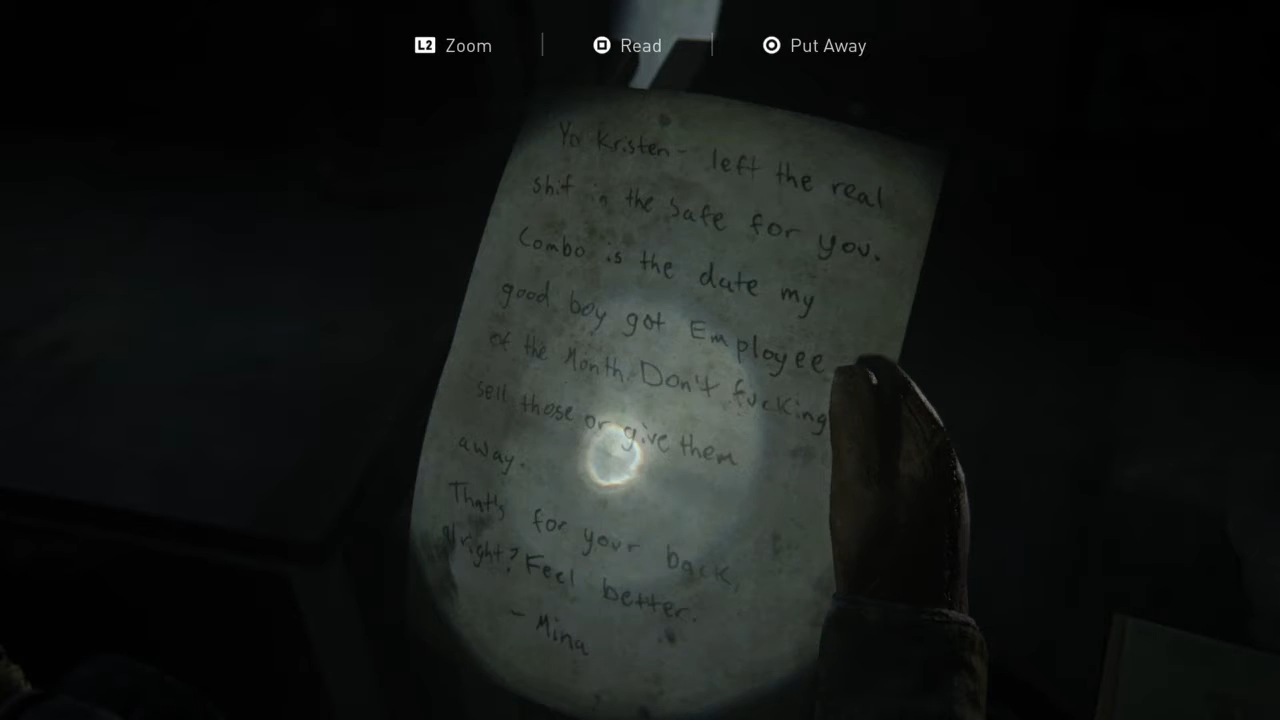 L2 Zoom Read Put Away
Yo Kristen- left the real
shit in the safe for you.
Combo is the date my
good boy got Employee
of the Month. Don't fucking
sell those or give them
away.
That's for your back,
alright? Feel better.
- Mina